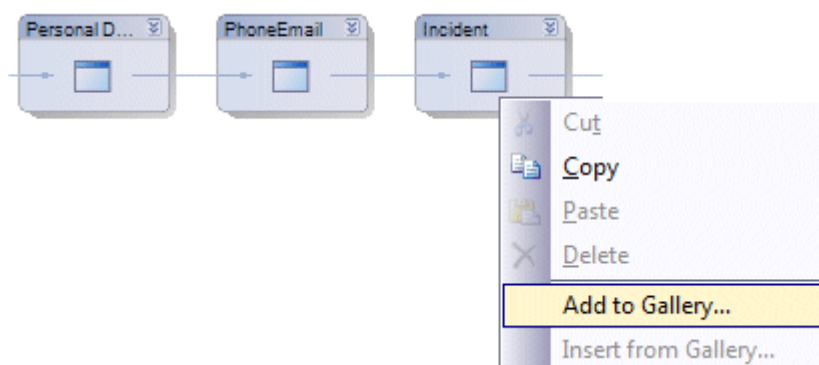 Personal D...
PhoneEmail
Incident
Cut
Copy
Paste
Delete
Add to Gallery...
Insert from Gallery...